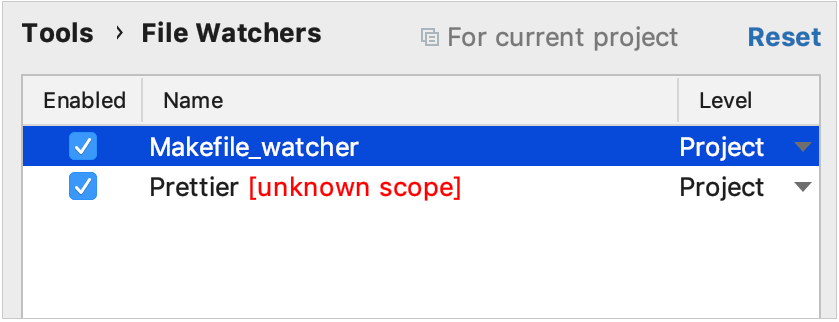 Tools › File Watchers For current project Reset
Enabled Name Level
Makefile_watcher Project
Prettier [unknown scope] Project